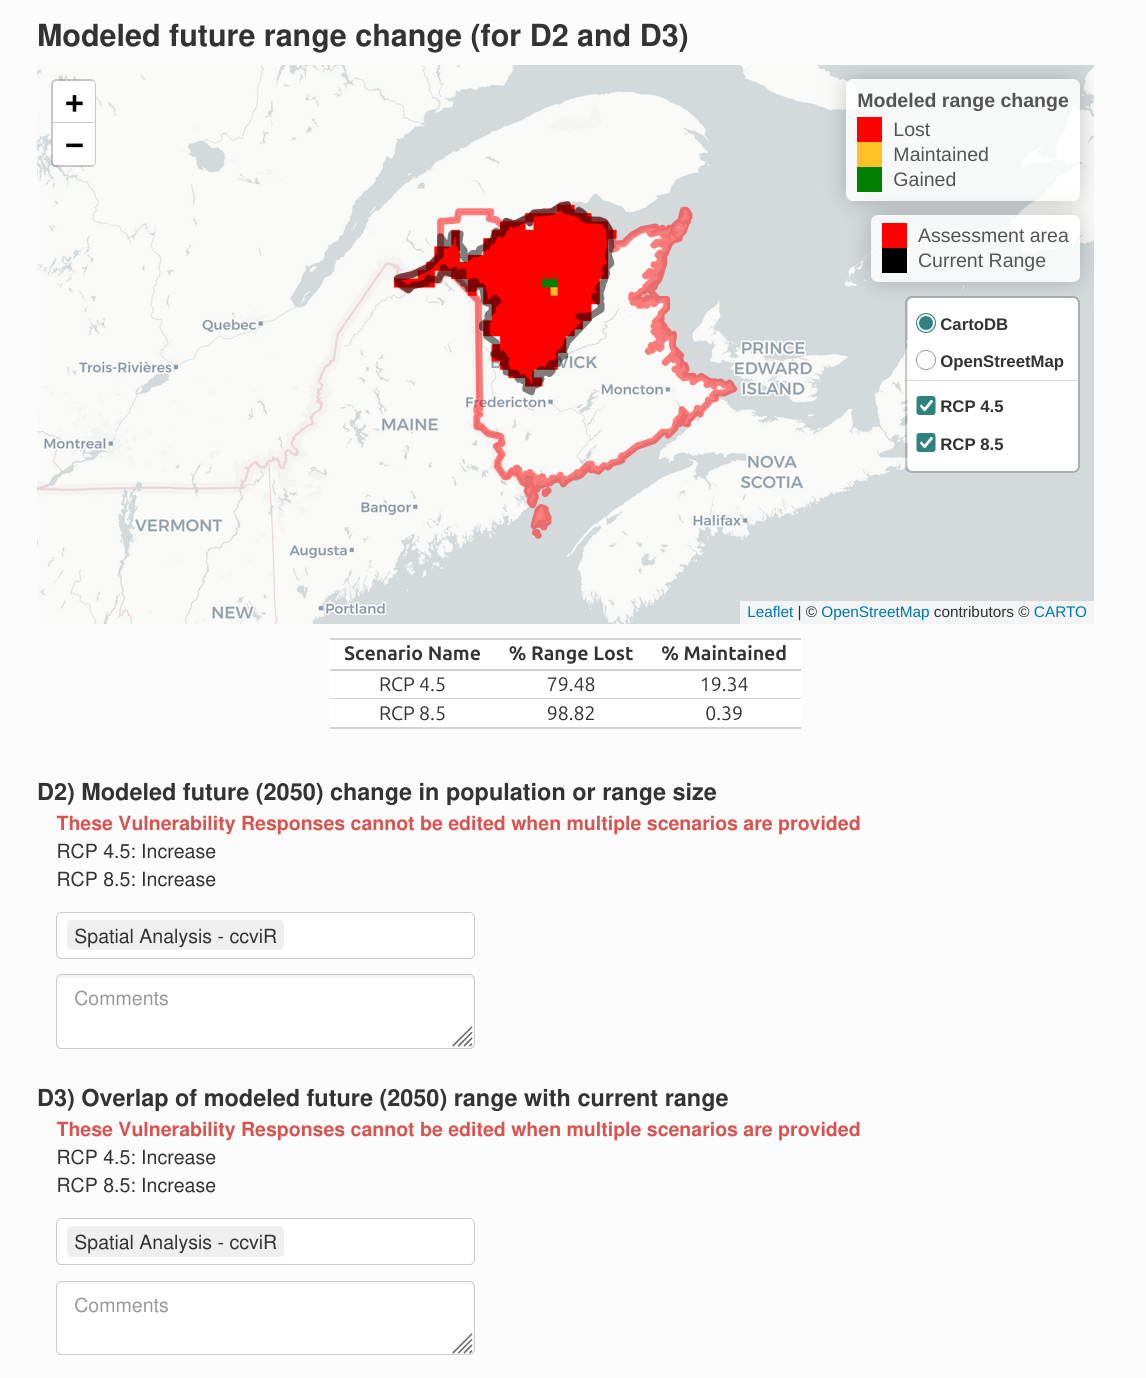 Modeled future range change (for D2 and D3)
+
−
Modeled range change
Lost
Maintained
Gained
Assessment area
Current Range
CartoDB
OpenStreetMap
RCP 4.5
RCP 8.5
Quebec
Trois-Rivières
Montreal
VERMONT
NEW
MAINE
Bangor
Augusta
Portland
WICK
Fredericton
Moncton
PRINCE
EDWARD
ISLAND
NOVA
SCOTIA
Halifax
Leaflet | © OpenStreetMap contributors © CARTO
Scenario Name % Range Lost % Maintained
RCP 4.5 79.48 19.34
RCP 8.5 98.82 0.39
D2) Modeled future (2050) change in population or range size
These Vulnerability Responses cannot be edited when multiple scenarios are provided
RCP 4.5: Increase
RCP 8.5: Increase
Spatial Analysis - ccviR
Comments
D3) Overlap of modeled future (2050) range with current range
These Vulnerability Responses cannot be edited when multiple scenarios are provided
RCP 4.5: Increase
RCP 8.5: Increase
Spatial Analysis - ccviR
Comments